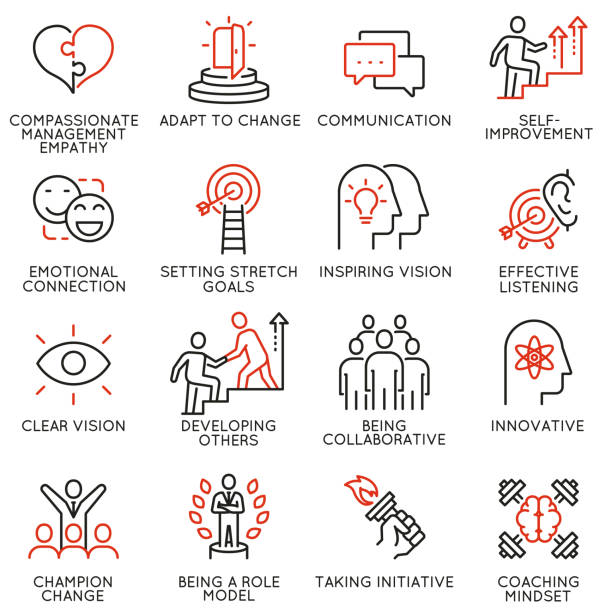 COMPASSIONATE
MANAGEMENT
EMPATHY
ADAPT TO CHANGE
COMMUNICATION
SELF-
IMPROVEMENT
EMOTIONAL
CONNECTION
SETTING STRETCH
GOALS
INSPIRING VISION
EFFECTIVE
LISTENING
CLEAR VISION
DEVELOPING
OTHERS
BEING
COLLABORATIVE
INNOVATIVE
CHAMPION
CHANGE
BEING A ROLE
MODEL
TAKING INITIATIVE
COACHING
MINDSET